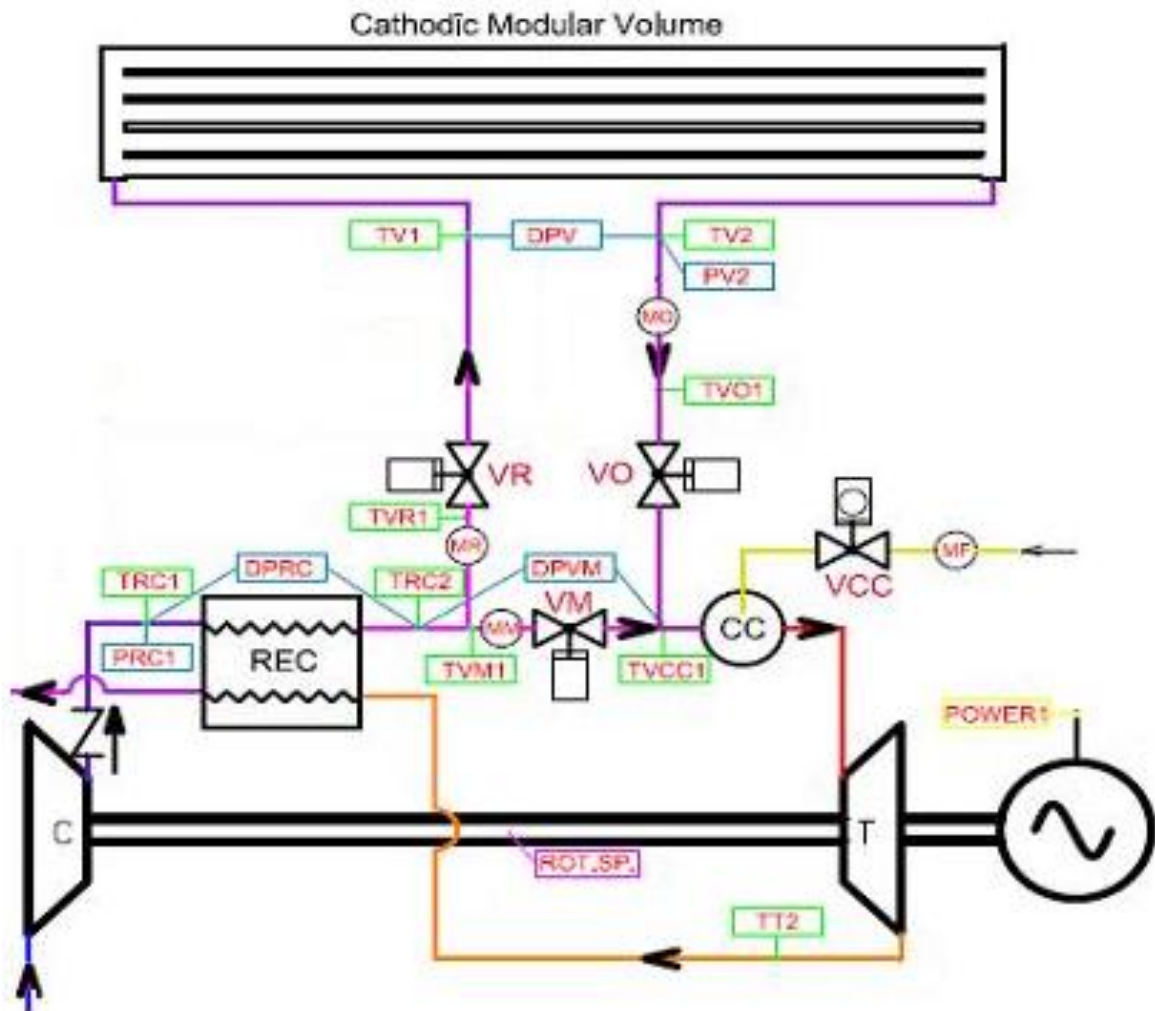 Cathodic Modular Volume
TV1
DPV
TV2
PV2
MO
TVO1
VR
VO
TVR1
MR
MF
VCC
TRC1
DPRC
TRC2
DPVM
VM
CC
PRC1
REC
MM
TVM1
TVCC1
POWER1
C
T
ROT.SP.
TT2